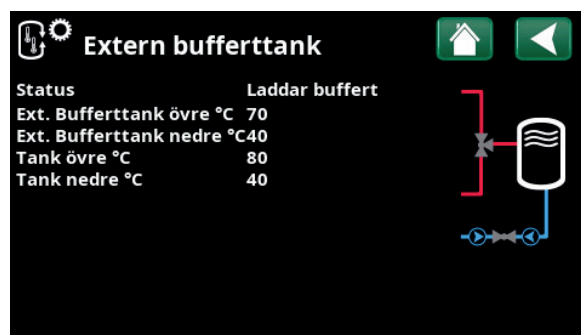 Extern bufferttank
Status Laddar buffert
Ext. Bufferttank övre °C 70
Ext. Bufferttank nedre °C40
Tank övre °C 80
Tank nedre °C 40